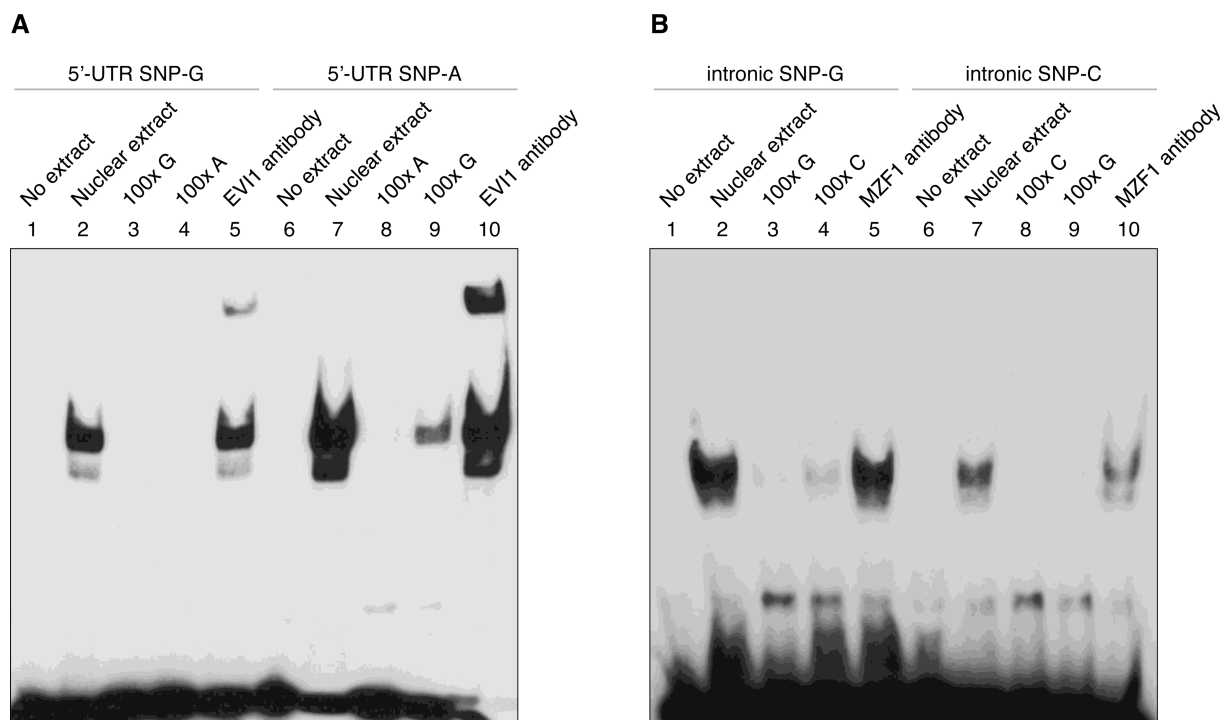 A
5’-UTR SNP-G
5’-UTR SNP-A
No extract
Nuclear extract
100x G
100x A
EVI1 antibody
No extract
Nuclear extract
100x A
100x G
EVI1 antibody
1 2 3 4 5 6 7 8 9 10
B
intronic SNP-G
intronic SNP-C
No extract
Nuclear extract
100x G
100x C
MZF1 antibody
No extract
Nuclear extract
100x C
100x G
MZF1 antibody
1 2 3 4 5 6 7 8 9 10